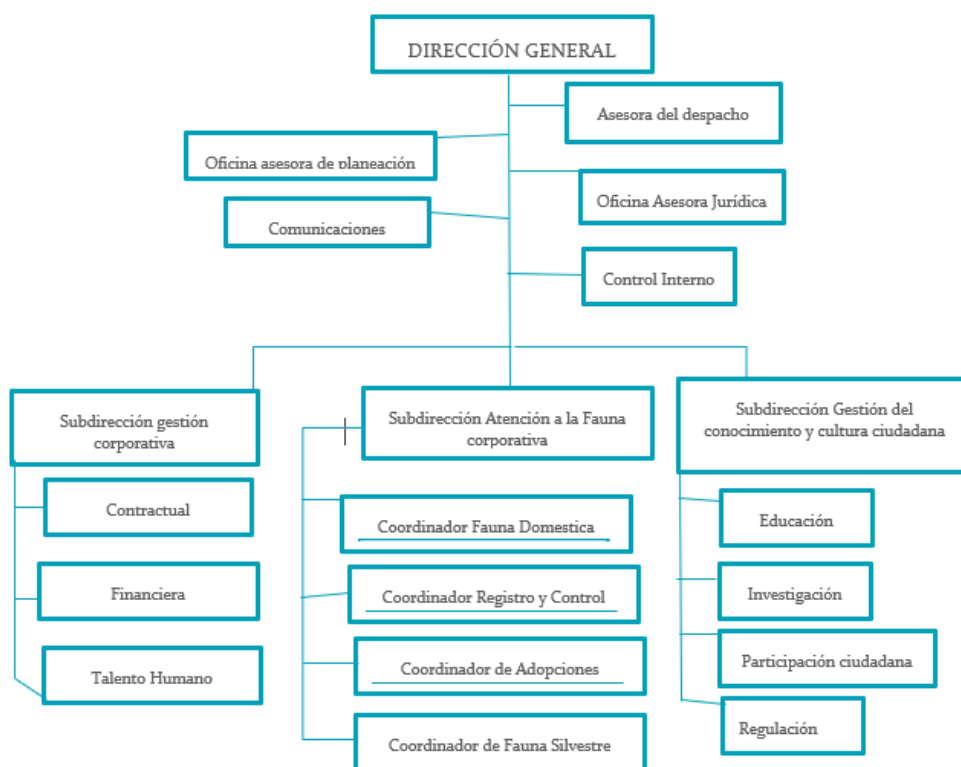 DIRECCIÓN GENERAL
Asesora del despacho
Oficina asesora de planeación
Oficina Asesora Jurídica
Comunicaciones
Control Interno
Subdirección gestión
corporativa
Subdirección Atención a la Fauna
corporativa
Subdirección Gestión del
conocimiento y cultura ciudadana
Contractual
Financiera
Talento Humano
Coordinador Fauna Domestica
Coordinador Registro y Control
Coordinador de Adopciones
Coordinador de Fauna Silvestre
Educación
Investigación
Participación ciudadana
Regulación